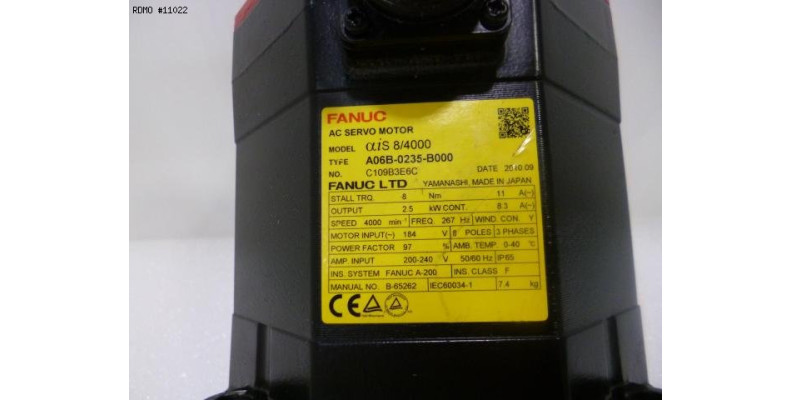 RDMO #11022
FANUC
AC SERVO MOTOR
MODEL αiS 8/4000
TYPE A06B-0235-B000
NO. C109B3E6C DATE 2010.09
FANUC LTD YAMANASHI, MADE IN JAPAN
STALL TRQ. 8 Nm 11 A(~)
OUTPUT 2.5 kW CONT. 8.3 A(~)
SPEED 4000 min⁻¹ FREQ. 267 Hz WIND. CON. Y
MOTOR INPUT(~) 184 V 8 POLES 3 PHASES
POWER FACTOR 97 % AMB. TEMP. 0-40 ℃
AMP. INPUT 200-240 V 50/60 Hz IP65
INS. SYSTEM FANUC A-200 INS. CLASS F
MANUAL NO. B-65262 IEC60034-1 7.4 kg
CE